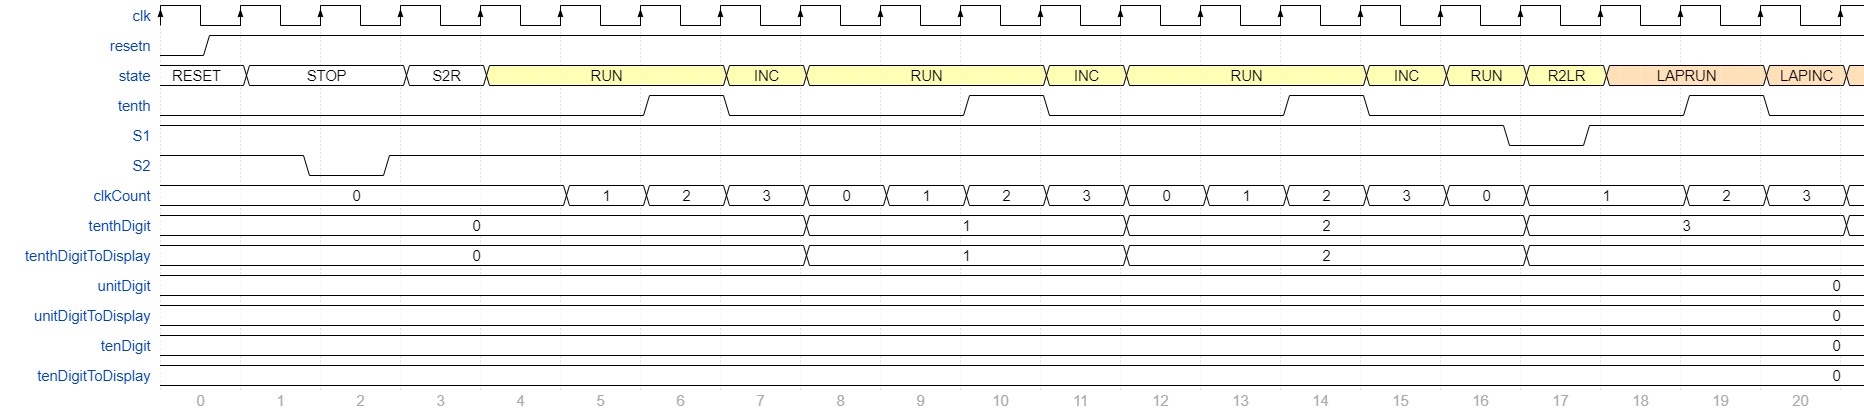 clk
resetn
state RESET STOP S2R RUN INC RUN INC RUN INC RUN R2LR LAPRUN LAPINC
tenth
S1
S2
clkCount 0 1 2 3 0 1 2 3 0 1 2 3 0 1 2 3
tenthDigit 0 1 2 3
tenthDigitToDisplay 0 1 2
unitDigit 0
unitDigitToDisplay 0
tenDigit 0
tenDigitToDisplay 0
0 1 2 3 4 5 6 7 8 9 10 11 12 13 14 15 16 17 18 19 20